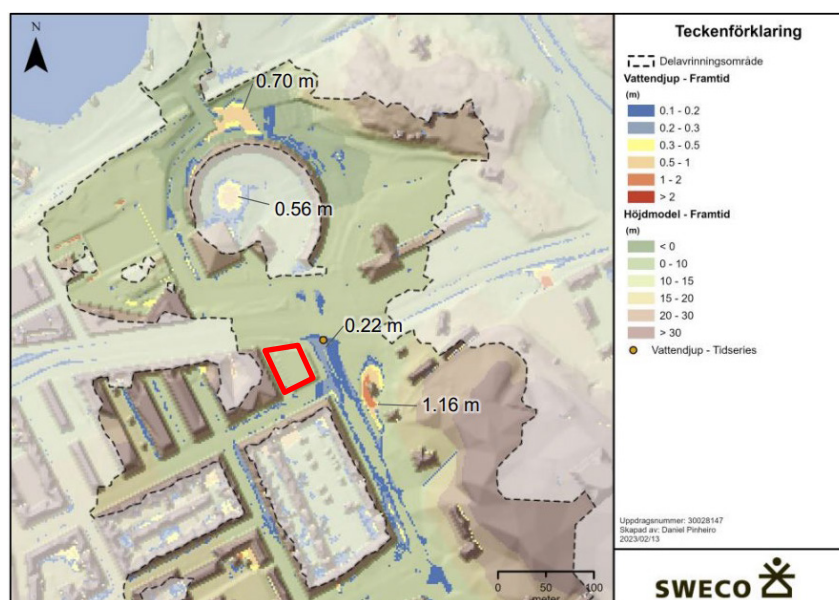 N
0.70 m
0.56 m
0.22 m
1.16 m
0 50 100
meter
Teckenförklaring
Delavrinningsområde
Vattendjup - Framtid
(m)
0.1 - 0.2
0.2 - 0.3
0.3 - 0.5
0.5 - 1
1 - 2
> 2
Höjdmodel - Framtid
(m)
< 0
0 - 10
10 - 15
15 - 20
20 - 30
> 30
Vattendjup - Tidseries
Uppdragsnummer: 30028147
Skapad av: Daniel Pinheiro
2023/02/13
SWECO